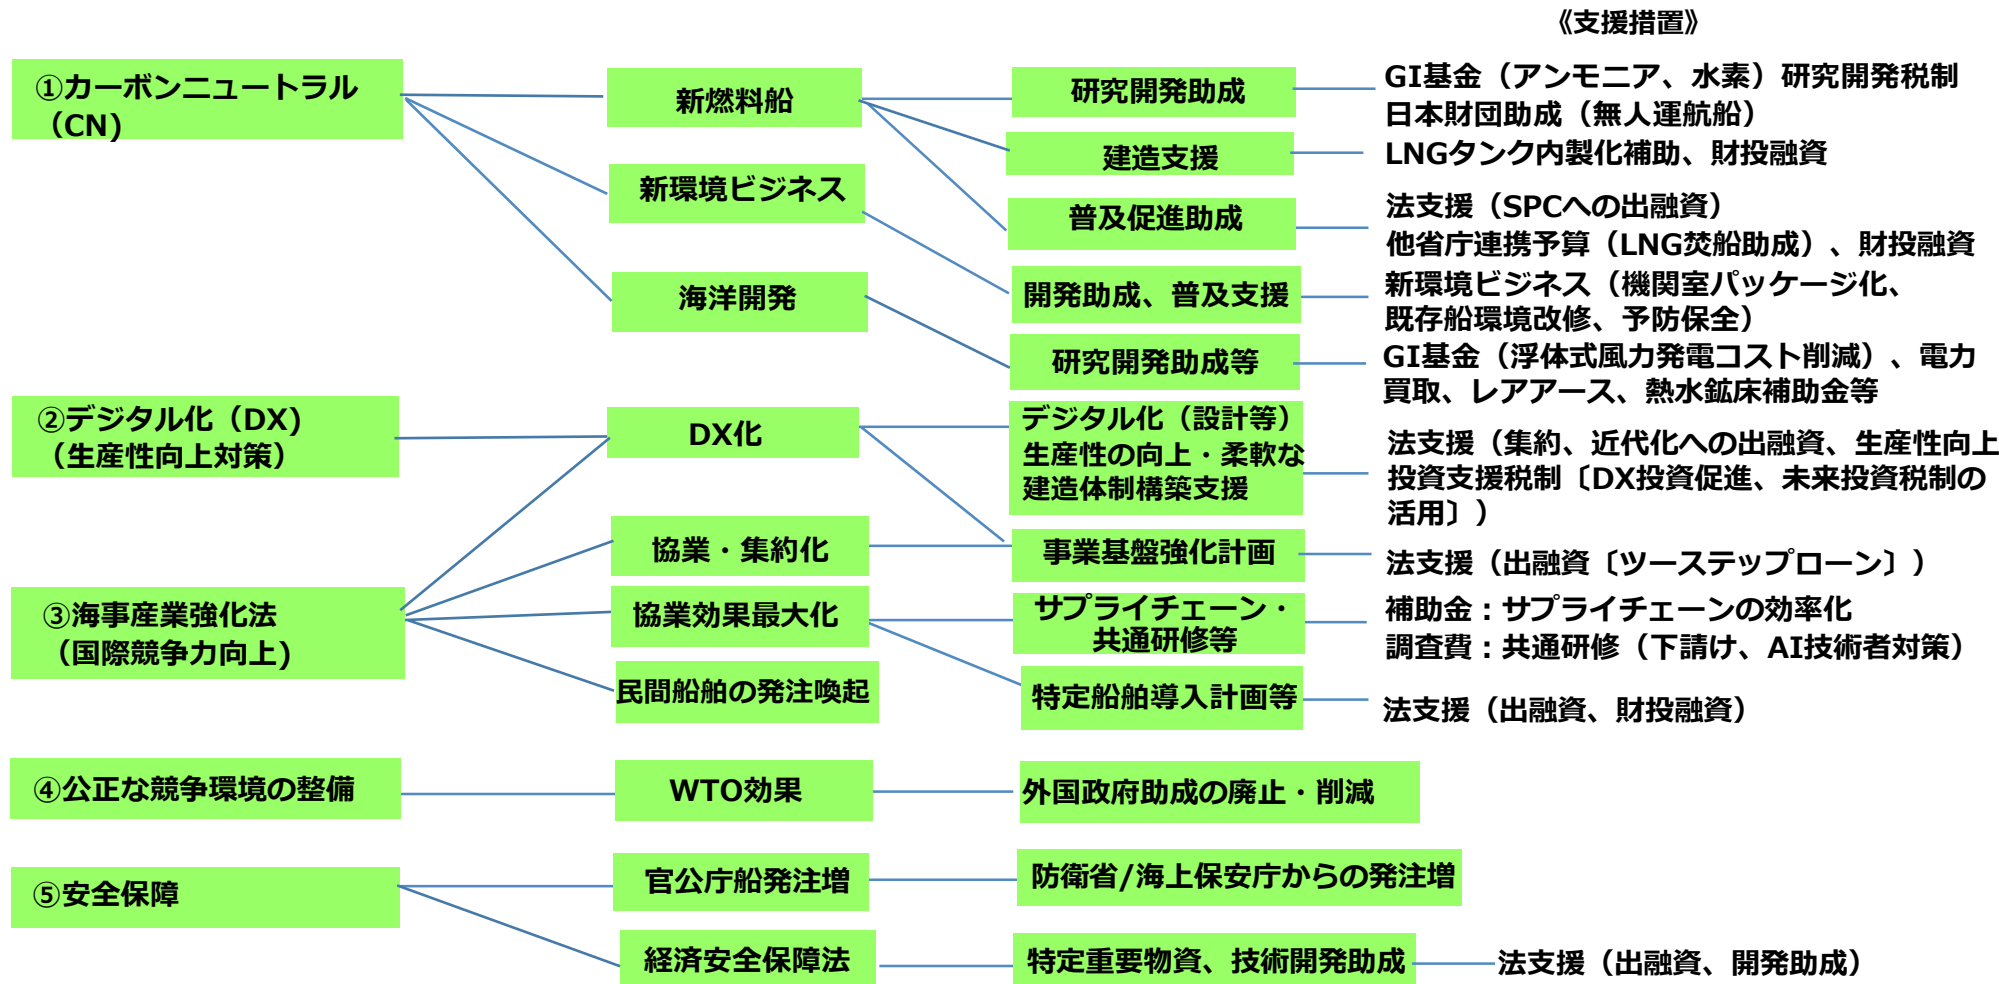 《支援措置》
①カーボンニュートラル
（CN)
新燃料船
研究開発助成
GI基金（アンモニア、水素）研究開発税制
日本財団助成（無人運航船）
建造支援
LNGタンク内製化補助、財投融資
新環境ビジネス
普及促進助成
法支援（SPCへの出融資）
他省庁連携予算（LNG焚船助成）、財投融資
海洋開発
開発助成、普及支援
新環境ビジネス（機関室パッケージ化、
既存船環境改修、予防保全）
研究開発助成等
GI基金（浮体式風力発電コスト削減）、電力
買取、レアアース、熱水鉱床補助金等
②デジタル化（DX)
（生産性向上対策）
DX化
デジタル化（設計等）
生産性の向上・柔軟な
建造体制構築支援
法支援（集約、近代化への出融資、生産性向上
投資支援税制〔DX投資促進、未来投資税制の
活用〕）
協業・集約化
事業基盤強化計画
法支援（出融資〔ツーステップローン〕）
③海事産業強化法
（国際競争力向上)
協業効果最大化
サプライチェーン・
共通研修等
補助金：サプライチェーンの効率化
調査費：共通研修（下請け、AI技術者対策）
民間船舶の発注喚起
特定船舶導入計画等
法支援（出融資、財投融資）
④公正な競争環境の整備
WTO効果
外国政府助成の廃止・削減
⑤安全保障
官公庁船発注増
防衛省/海上保安庁からの発注増
経済安全保障法
特定重要物資、技術開発助成
法支援（出融資、開発助成）